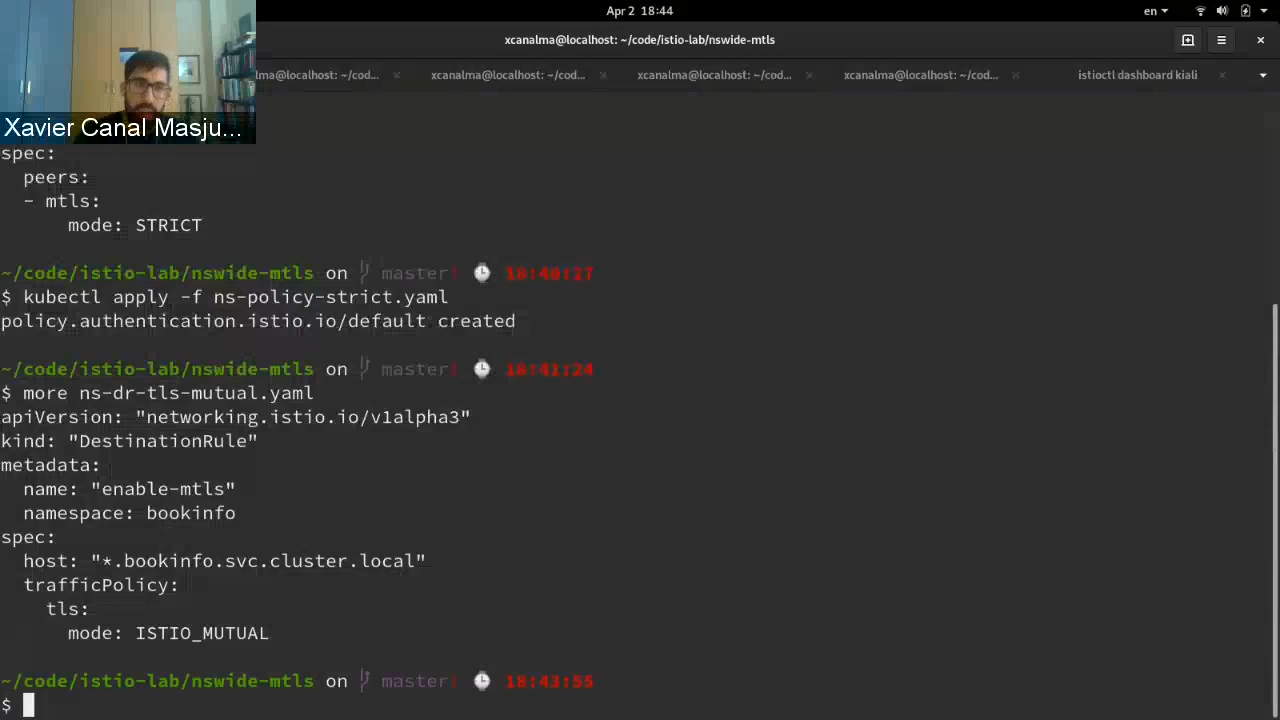 Apr 2 18:44
en
xcanalma@localhost: ~/code/istio-lab/nswide-mtls
lma@localhost: ~/cod...
xcanalma@localhost: ~/cod...
xcanalma@localhost: ~/cod...
xcanalma@localhost: ~/cod...
istioctl dashboard kiali
Xavier Canal Masju...
spec:
peers:
- mtls:
mode: STRICT
~/code/istio-lab/nswide-mtls on master! 18:40:27
$ kubectl apply -f ns-policy-strict.yaml
policy.authentication.istio.io/default created
~/code/istio-lab/nswide-mtls on master! 18:41:24
$ more ns-dr-tls-mutual.yaml
apiVersion: "networking.istio.io/v1alpha3"
kind: "DestinationRule"
metadata:
name: "enable-mtls"
namespace: bookinfo
spec:
host: "*.bookinfo.svc.cluster.local"
trafficPolicy:
tls:
mode: ISTIO_MUTUAL
~/code/istio-lab/nswide-mtls on master! 18:43:55
$